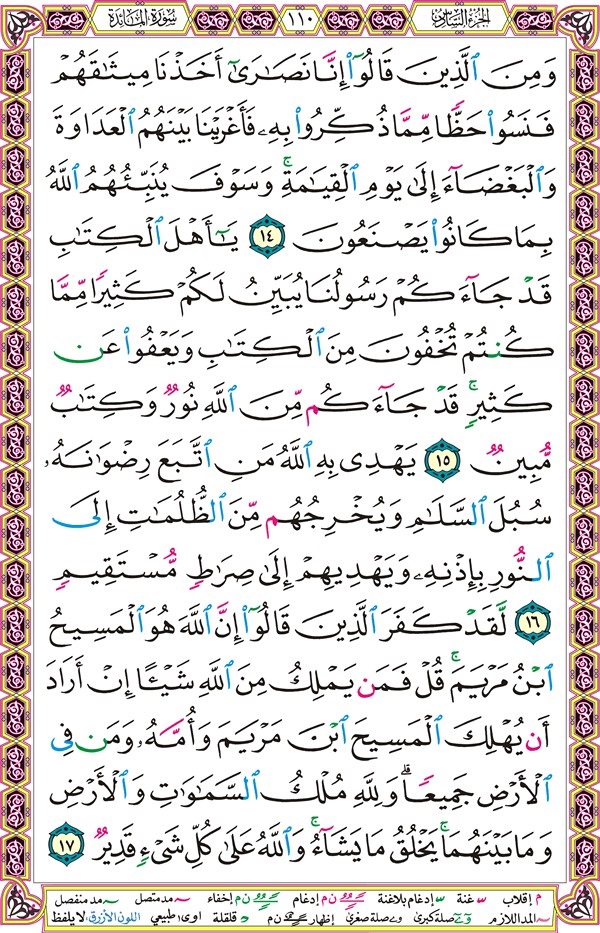 الجزء السادس ١١٠ سورة المائدة
وَمِنَ ٱلَّذِينَ قَالُوٓا۟ إِنَّا نَصَـٰرَىٰٓ أَخَذْنَا مِيثَـٰقَهُمْ
فَنَسُوا۟ حَظًّا مِّمَّا ذُكِّرُوا۟ بِهِۦ فَأَغْرَيْنَا بَيْنَهُمُ ٱلْعَدَاوَةَ
وَٱلْبَغْضَآءَ إِلَىٰ يَوْمِ ٱلْقِيَـٰمَةِ ۚ وَسَوْفَ يُنَبِّئُهُمُ ٱللَّهُ
بِمَا كَانُوا۟ يَصْنَعُونَ ١٤ يَـٰٓأَهْلَ ٱلْكِتَـٰبِ
قَدْ جَآءَكُمْ رَسُولُنَا يُبَيِّنُ لَكُمْ كَثِيرًا مِّمَّا
كُنتُمْ تُخْفُونَ مِنَ ٱلْكِتَـٰبِ وَيَعْفُوا۟ عَن
كَثِيرٍ ۚ قَدْ جَآءَكُم مِّنَ ٱللَّهِ نُورٌ وَكِتَـٰبٌ
مُّبِينٌ ١٥ يَهْدِى بِهِ ٱللَّهُ مَنِ ٱتَّبَعَ رِضْوَٰنَهُۥ
سُبُلَ ٱلسَّلَـٰمِ وَيُخْرِجُهُم مِّنَ ٱلظُّلُمَـٰتِ إِلَى
ٱلنُّورِ بِإِذْنِهِۦ وَيَهْدِيهِمْ إِلَىٰ صِرَٰطٍ مُّسْتَقِيمٍ
١٦ لَّقَدْ كَفَرَ ٱلَّذِينَ قَالُوٓا۟ إِنَّ ٱللَّهَ هُوَ ٱلْمَسِيحُ
ٱبْنُ مَرْيَمَ ۚ قُلْ فَمَن يَمْلِكُ مِنَ ٱللَّهِ شَيْـًٔا إِنْ أَرَادَ
أَن يُهْلِكَ ٱلْمَسِيحَ ٱبْنَ مَرْيَمَ وَأُمَّهُۥ وَمَن فِى
ٱلْأَرْضِ جَمِيعًا ۗ وَلِلَّهِ مُلْكُ ٱلسَّمَـٰوَٰتِ وَٱلْأَرْضِ
وَمَا بَيْنَهُمَا ۚ يَخْلُقُ مَا يَشَآءُ ۚ وَٱللَّهُ عَلَىٰ كُلِّ شَىْءٍ قَدِيرٌ ١٧
م إقلاب غنة إدغام بلاغنة ن م إدغام ن م إخفاء مد متصل مد منفصل
المد اللازم صلة كبرى صلة صغرى إظهار ن م قلقلة اوى: طبيعي اللون الأزرق: لا يلفظ